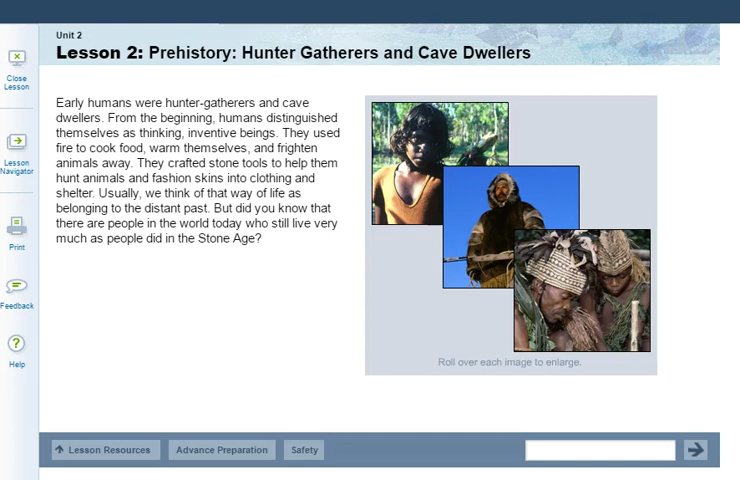 Unit 2
Lesson 2: Prehistory: Hunter Gatherers and Cave Dwellers
Close
Lesson
Lesson
Navigator
Print
Feedback
Help
Early humans were hunter-gatherers and cave
dwellers. From the beginning, humans distinguished
themselves as thinking, inventive beings. They used
fire to cook food, warm themselves, and frighten
animals away. They crafted stone tools to help them
hunt animals and fashion skins into clothing and
shelter. Usually, we think of that way of life as
belonging to the distant past. But did you know that
there are people in the world today who still live very
much as people did in the Stone Age?
Roll over each image to enlarge.
Lesson Resources
Advance Preparation
Safety